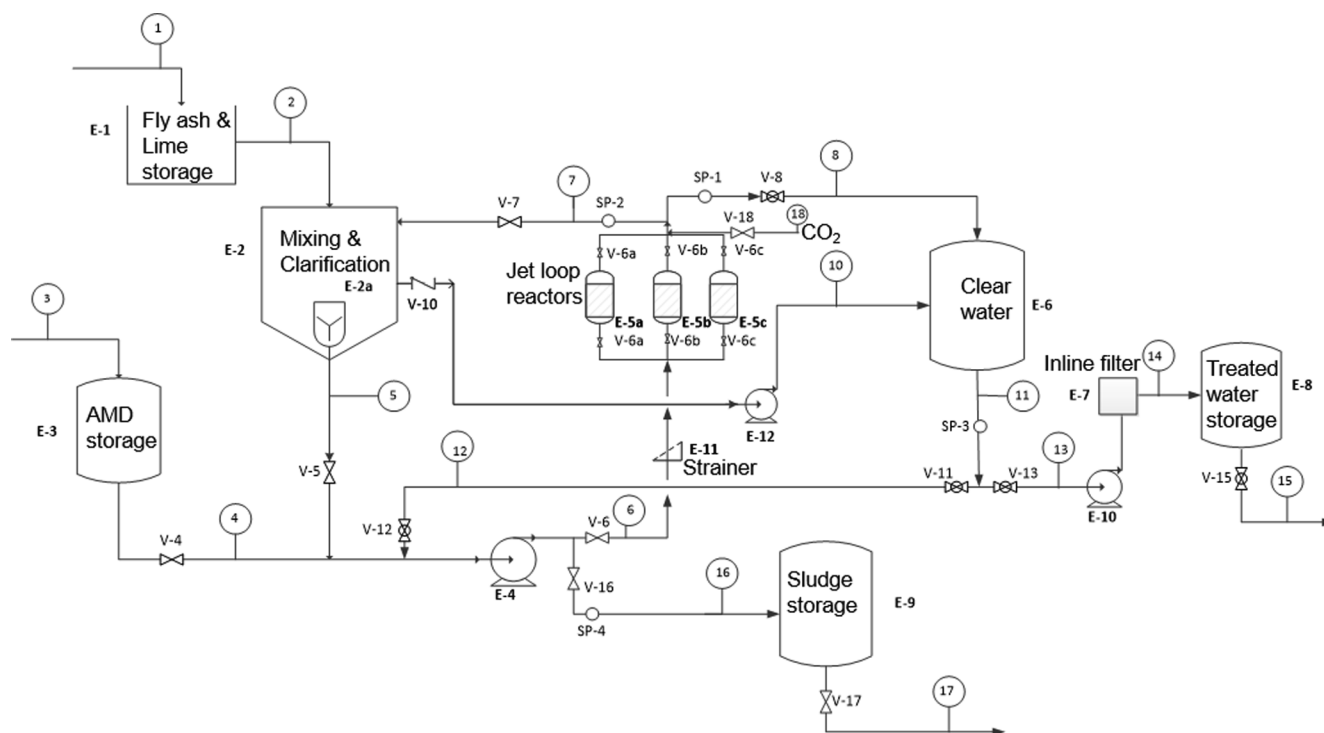 1
2
E-1
Fly ash &
Lime
storage
3
E-2
Mixing &
Clarification
E-2a
V-10
V-7
7
SP-2
SP-1
V-8
8
V-18
18
CO2
V-6a
V-6b
V-6c
Jet loop
reactors
E-5a
E-5b
E-5c
V-6a
V-6b
V-6c
10
Clear
water
E-6
E-3
AMD
storage
5
V-5
E-12
E-11
Strainer
11
SP-3
Inline filter
E-7
14
Treated
water
storage
E-8
12
V-11
V-13
13
E-10
V-15
15
V-4
4
V-12
E-4
V-6
6
V-16
SP-4
16
Sludge
storage
E-9
V-17
17